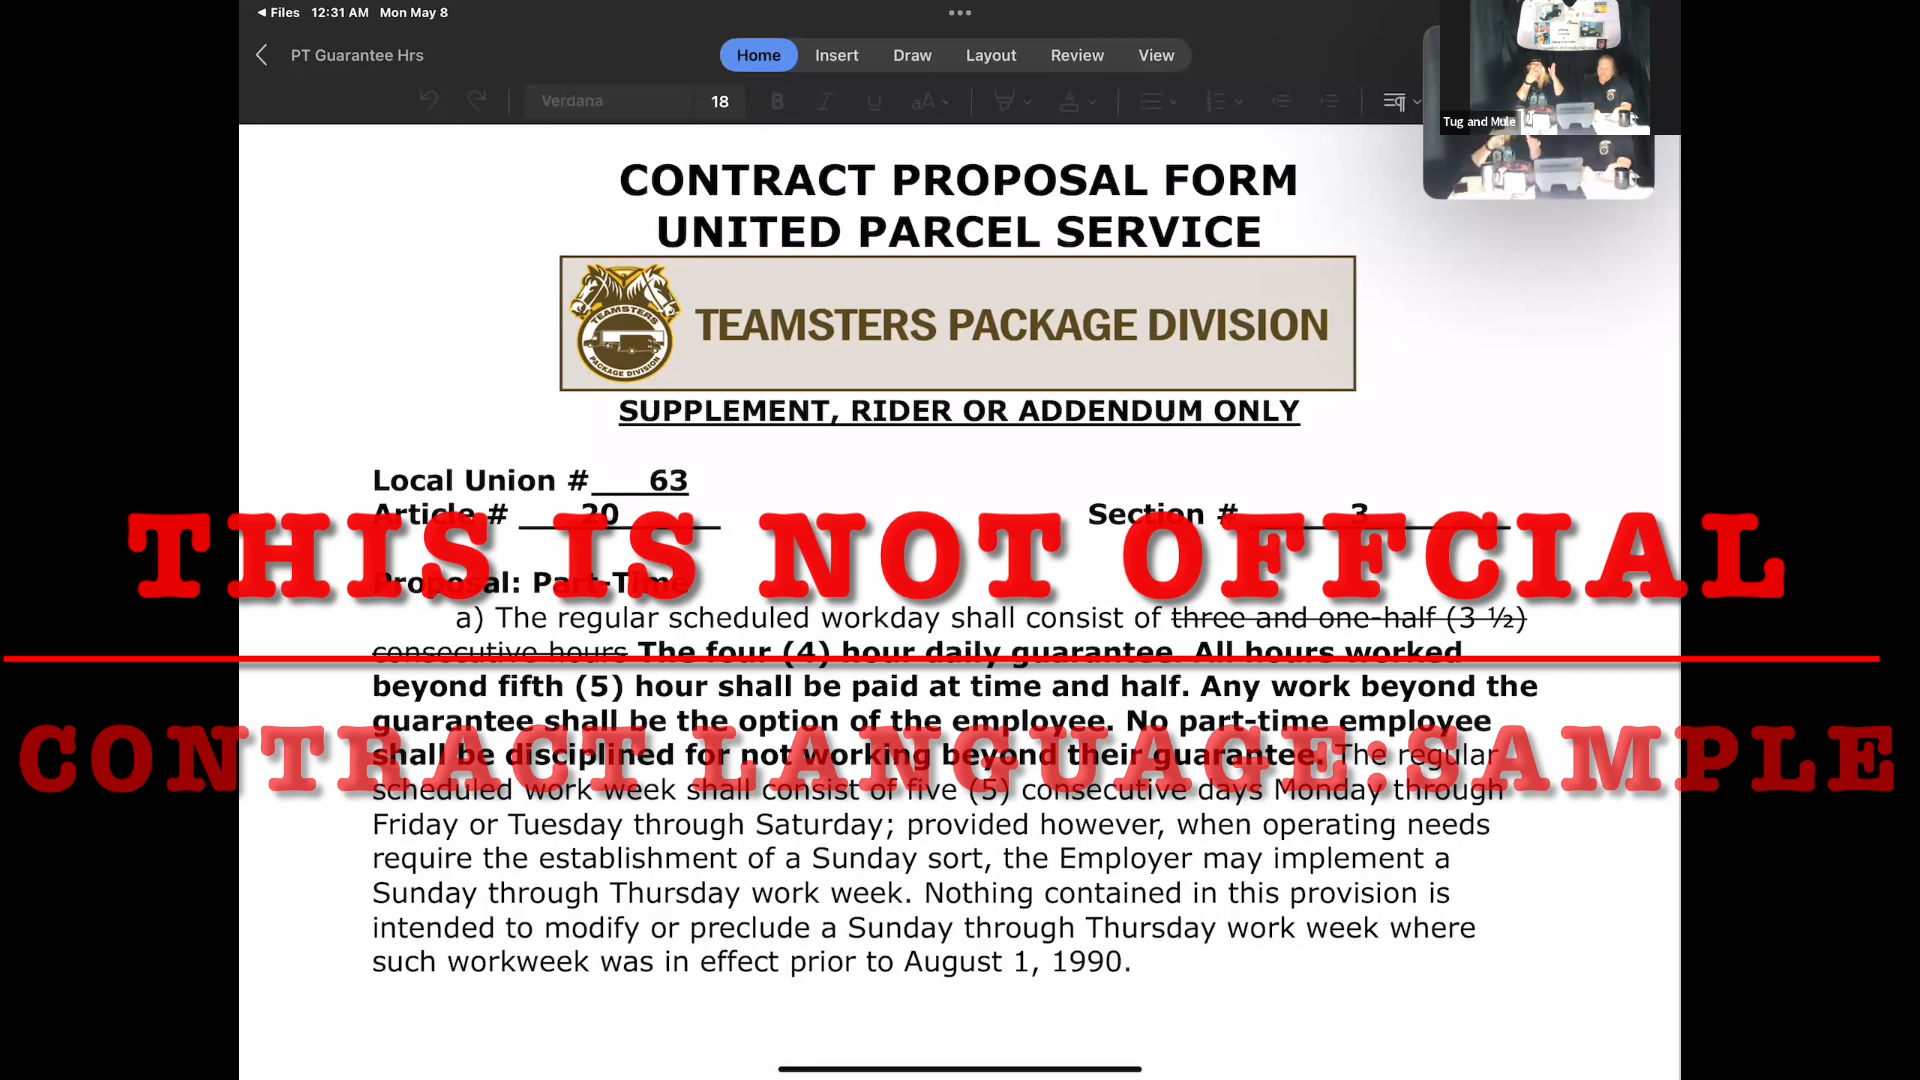 Files 12:31 AM Mon May 8
PT Guarantee Hrs
Home Insert Draw Layout Review View
Verdana 18 B I U aA A
Tug and Mule
CONTRACT PROPOSAL FORM
UNITED PARCEL SERVICE
TEAMSTERS
PACKAGE DIVISION
TEAMSTERS PACKAGE DIVISION
SUPPLEMENT, RIDER OR ADDENDUM ONLY
Local Union # 63
Article # 20 Section # 3
THIS IS NOT OFFCIAL
Proposal: Part-Time
a) The regular scheduled workday shall consist of three and one-half (3 ½)
consecutive hours The four (4) hour daily guarantee. All hours worked
beyond fifth (5) hour shall be paid at time and half. Any work beyond the
guarantee shall be the option of the employee. No part-time employee
shall be disciplined for not working beyond their guarantee. The regular
CONTRACT LANGUAGE:SAMPLE
scheduled work week shall consist of five (5) consecutive days Monday through
Friday or Tuesday through Saturday; provided however, when operating needs
require the establishment of a Sunday sort, the Employer may implement a
Sunday through Thursday work week. Nothing contained in this provision is
intended to modify or preclude a Sunday through Thursday work week where
such workweek was in effect prior to August 1, 1990.